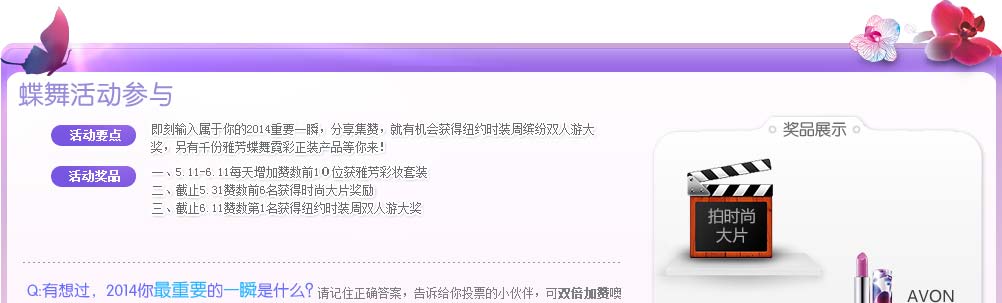 蝶舞活动参与
活动要点
即刻输入属于你的2014重要一瞬，分享集赞，就有机会获得纽约时装周缤纷双人游大
奖，另有千份雅芳蝶舞霓彩正装产品等你来！
活动奖品
一、5.11-6.11每天增加赞数前10位获雅芳彩妆套装
二、截止5.31赞数前6名获得时尚大片奖励
三、截止6.11赞数第1名获得纽约时装周双人游大奖
Q:有想过，2014你最重要的一瞬是什么？请记住正确答案，告诉给你投票的小伙伴，可双倍加赞噢
奖品展示
拍时尚
大片
AVON